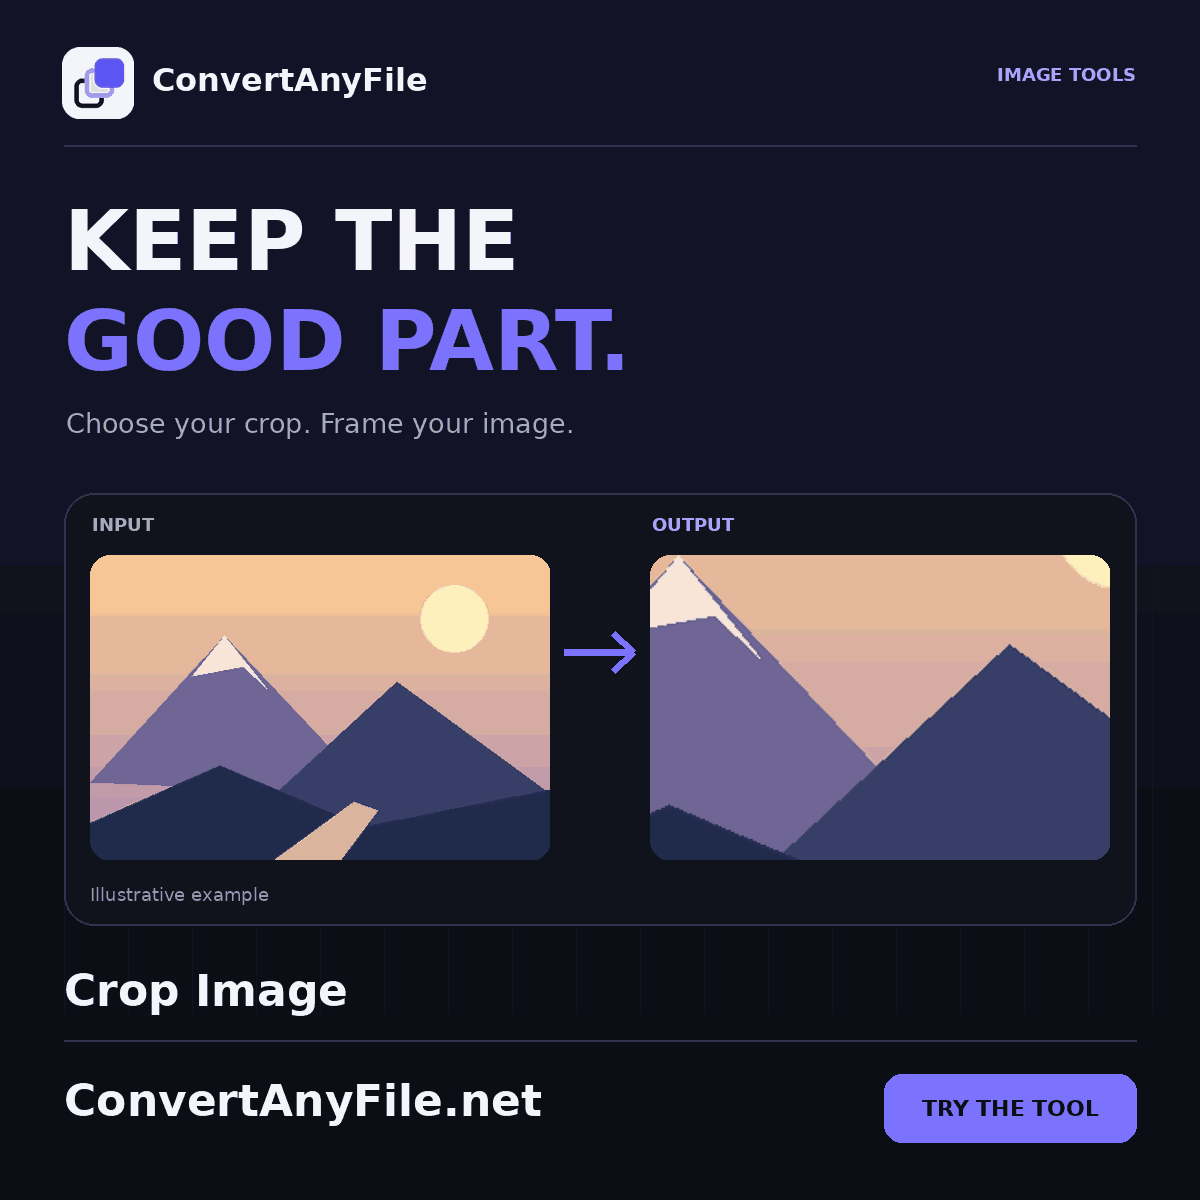 ConvertAnyFile
IMAGE TOOLS
KEEP THE
GOOD PART.
Choose your crop. Frame your image.
INPUT
OUTPUT
Illustrative example
Crop Image
ConvertAnyFile.net
TRY THE TOOL